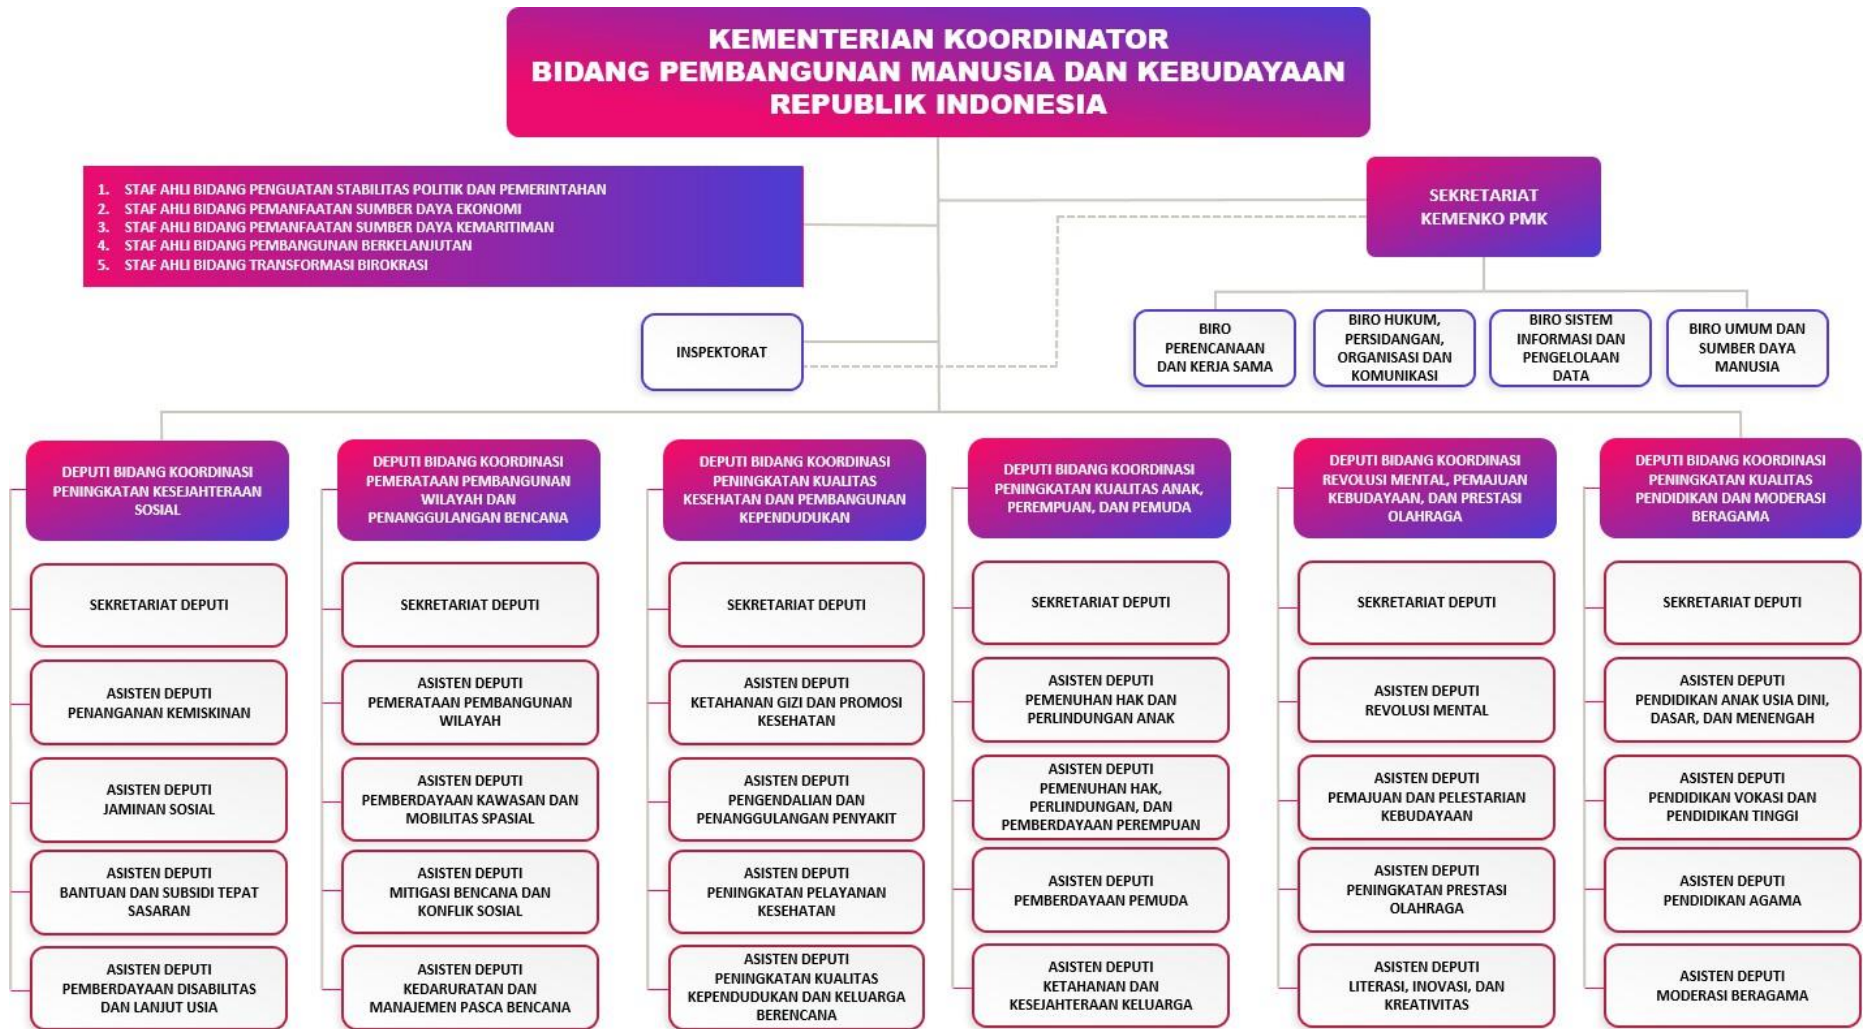 KEMENTERIAN KOORDINATOR
BIDANG PEMBANGUNAN MANUSIA DAN KEBUDAYAAN
REPUBLIK INDONESIA
1. STAF AHLI BIDANG PENGUATAN STABILITAS POLITIK DAN PEMERINTAHAN
2. STAF AHLI BIDANG PEMANFAATAN SUMBER DAYA EKONOMI
3. STAF AHLI BIDANG PEMANFAATAN SUMBER DAYA KEMARITIMAN
4. STAF AHLI BIDANG PEMBANGUNAN BERKELANJUTAN
5. STAF AHLI BIDANG TRANSFORMASI BIROKRASI
SEKRETARIAT
KEMENKO PMK
INSPEKTORAT
BIRO
PERENCANAAN
DAN KERJA SAMA
BIRO HUKUM,
PERSIDANGAN,
ORGANISASI DAN
KOMUNIKASI
BIRO SISTEM
INFORMASI DAN
PENGELOLAAN
DATA
BIRO UMUM DAN
SUMBER DAYA
MANUSIA
DEPUTI BIDANG KOORDINASI
PENINGKATAN KESEJAHTERAAN
SOSIAL
SEKRETARIAT DEPUTI
ASISTEN DEPUTI
PENANGANAN KEMISKINAN
ASISTEN DEPUTI
JAMINAN SOSIAL
ASISTEN DEPUTI
BANTUAN DAN SUBSIDI TEPAT
SASARAN
ASISTEN DEPUTI
PEMBERDAYAAN DISABILITAS
DAN LANJUT USIA
DEPUTI BIDANG KOORDINASI
PEMERATAAN PEMBANGUNAN
WILAYAH DAN
PENANGGULANGAN BENCANA
SEKRETARIAT DEPUTI
ASISTEN DEPUTI
PEMERATAAN PEMBANGUNAN
WILAYAH
ASISTEN DEPUTI
PEMBERDAYAAN KAWASAN DAN
MOBILITAS SPASIAL
ASISTEN DEPUTI
MITIGASI BENCANA DAN
KONFLIK SOSIAL
ASISTEN DEPUTI
KEDARURATAN DAN
MANAJEMEN PASCA BENCANA
DEPUTI BIDANG KOORDINASI
PENINGKATAN KUALITAS
KESEHATAN DAN PEMBANGUNAN
KEPENDUDUKAN
SEKRETARIAT DEPUTI
ASISTEN DEPUTI
KETAHANAN GIZI DAN PROMOSI
KESEHATAN
ASISTEN DEPUTI
PENGENDALIAN DAN
PENANGGULANGAN PENYAKIT
ASISTEN DEPUTI
PENINGKATAN PELAYANAN
KESEHATAN
ASISTEN DEPUTI
PENINGKATAN KUALITAS
KEPENDUDUKAN DAN KELUARGA
BERENCANA
DEPUTI BIDANG KOORDINASI
PENINGKATAN KUALITAS ANAK,
PEREMPUAN, DAN PEMUDA
SEKRETARIAT DEPUTI
ASISTEN DEPUTI
PEMENUHAN HAK DAN
PERLINDUNGAN ANAK
ASISTEN DEPUTI
PEMENUHAN HAK,
PERLINDUNGAN, DAN
PEMBERDAYAAN PEREMPUAN
ASISTEN DEPUTI
PEMBERDAYAAN PEMUDA
ASISTEN DEPUTI
KETAHANAN DAN
KESEJAHTERAAN KELUARGA
DEPUTI BIDANG KOORDINASI
REVOLUSI MENTAL, PEMAJUAN
KEBUDAYAAN, DAN PRESTASI
OLAHRAGA
SEKRETARIAT DEPUTI
ASISTEN DEPUTI
REVOLUSI MENTAL
ASISTEN DEPUTI
PEMAJUAN DAN PELESTARIAN
KEBUDAYAAN
ASISTEN DEPUTI
PENINGKATAN PRESTASI
OLAHRAGA
ASISTEN DEPUTI
LITERASI, INOVASI, DAN
KREATIVITAS
DEPUTI BIDANG KOORDINASI
PENINGKATAN KUALITAS
PENDIDIKAN DAN MODERASI
BERAGAMA
SEKRETARIAT DEPUTI
ASISTEN DEPUTI
PENDIDIKAN ANAK USIA DINI,
DASAR, DAN MENENGAH
ASISTEN DEPUTI
PENDIDIKAN VOKASI DAN
PENDIDIKAN TINGGI
ASISTEN DEPUTI
PENDIDIKAN AGAMA
ASISTEN DEPUTI
MODERASI BERAGAMA